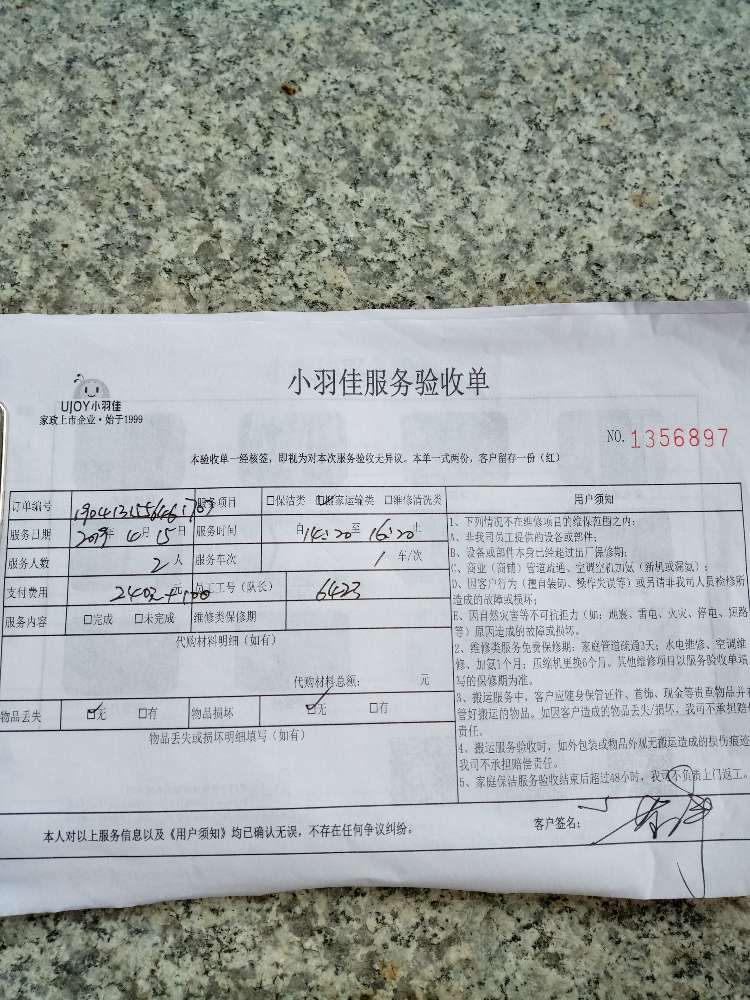 小羽佳服务验收单
UJOY小羽佳
家政上市企业·始于1999
NO. 1356897
本验收单一经核签，即视为对本次服务验收无异议。本单一式两份，客户留存一份（红）
订单编号 服务项目 □保洁类 □搬家运输类 □维修清洗类
服务日期 2019年 4月 15日 服务时间 自14:20至 16:20止
服务人数 2 人 服务车次 1 车/次
支付费用 元 员工工号（队长） 6423
服务内容 □完成 □未完成 维修类保修期
代购材料明细（如有）
代购材料总额： 元
物品丢失 □无 □有 物品损坏 □无 □有
物品丢失或损坏明细填写（如有）
用户须知
1、下列情况不在维修项目的维保范围之内：
A、非我司员工提供的设备或部件；
B、设备或部件本身已经超过出厂保修期；
C、商业（商铺）管道疏通、空调空机加氨（新机或漏氨）；
D、因客户行为（擅自装卸、操作失误等）或另请非我司人员检修所
造成的故障或损坏；
E、因自然灾害等不可抗拒力（如：地震、雷电、火灾、停电、短路
等）原因造成的故障或损坏。
2、维修类服务免费保修期：家庭管道疏通3天；水电维修、空调维
修、加氨1个月；压缩机更换6个月。其他维修项目以服务验收单填
写的保修期为准。
3、搬运服务中，客户应随身保管证件、首饰、现金等贵重物品并
管好搬运的物品。如因客户造成的物品丢失/损坏，我司不承担赔
责任。
4、搬运服务验收时，如外包装或物品外观无搬运造成的损伤痕迹
我司不承担赔偿责任。
5、家庭保洁服务验收结束后超过48小时，我司不负责上门返工。
本人对以上服务信息以及《用户须知》均已确认无误，不存在任何争议纠纷。 客户签名：